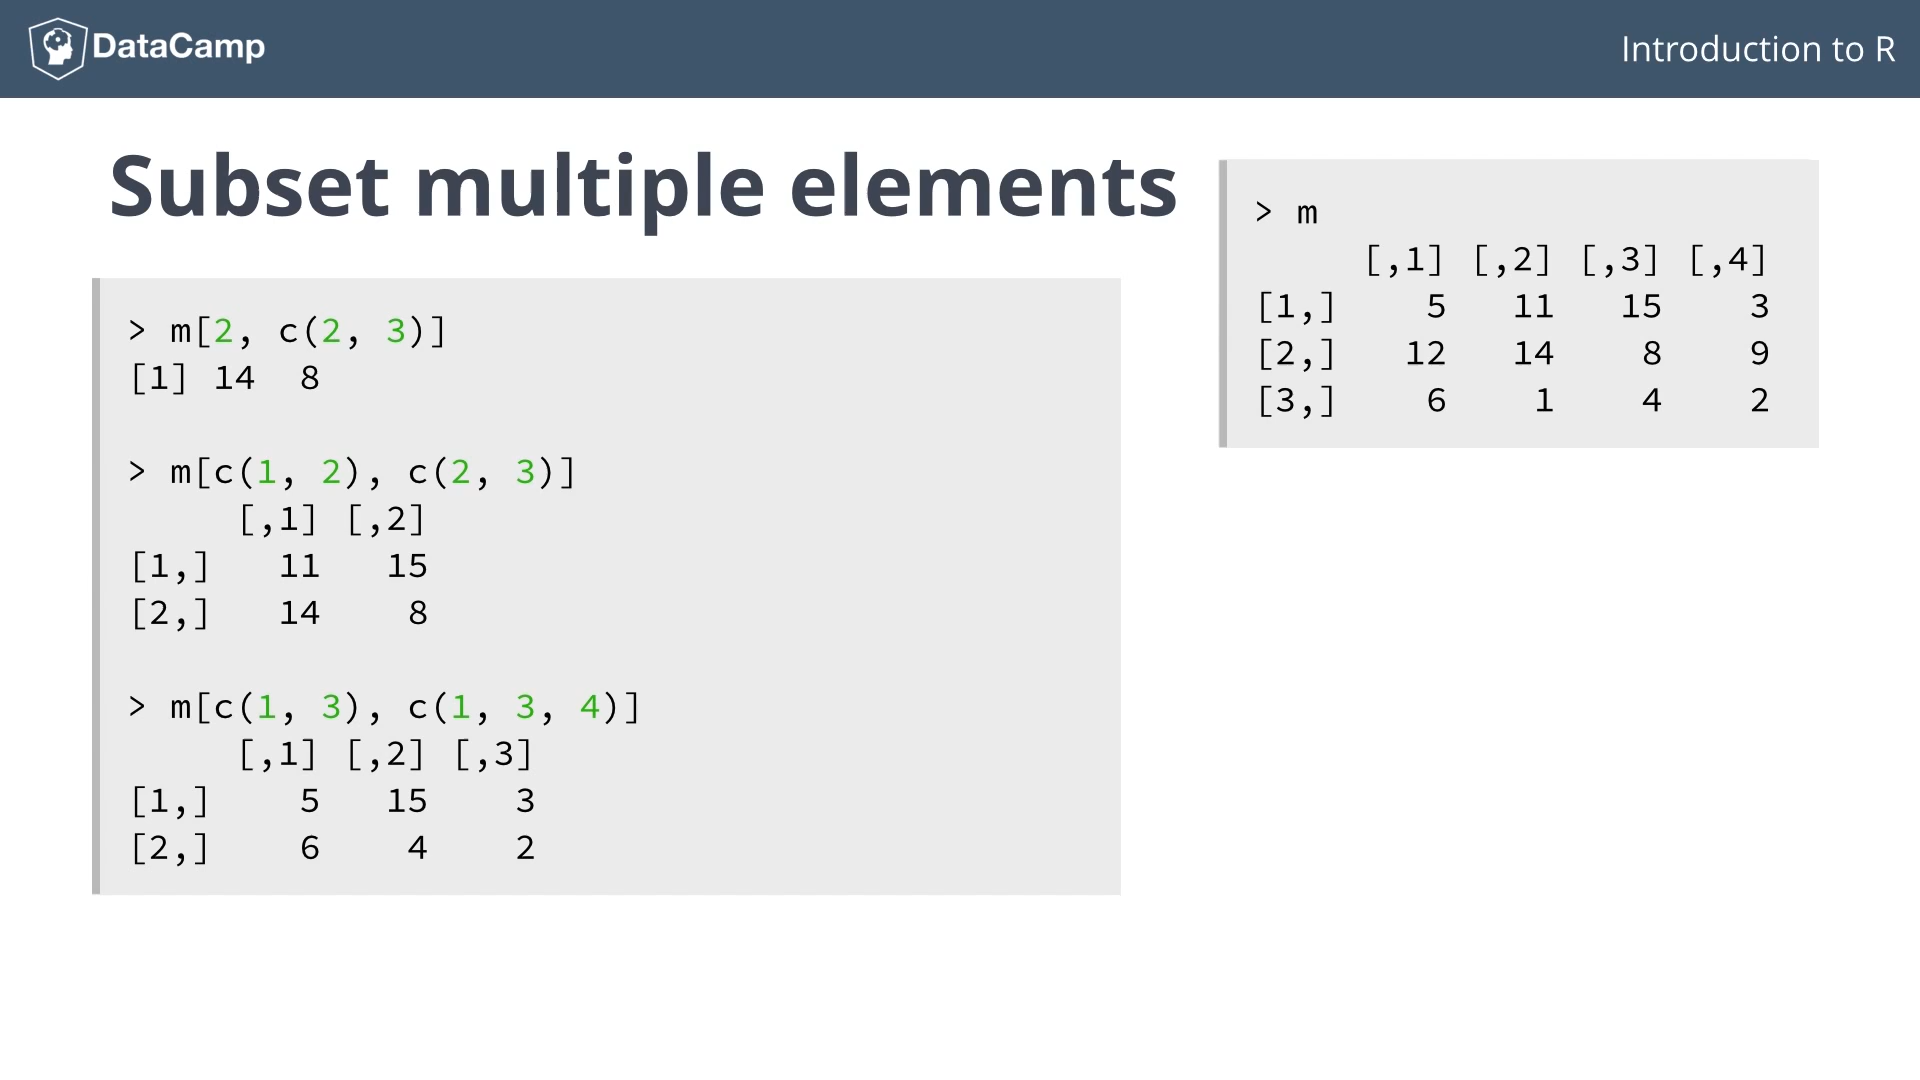 DataCamp
Introduction to R
Subset multiple elements
> m[2, c(2, 3)]
[1] 14  8
> m[c(1, 2), c(2, 3)]
     [,1] [,2]
[1,]   11   15
[2,]   14    8
> m[c(1, 3), c(1, 3, 4)]
     [,1] [,2] [,3]
[1,]    5   15    3
[2,]    6    4    2
> m
     [,1] [,2] [,3] [,4]
[1,]    5   11   15    3
[2,]   12   14    8    9
[3,]    6    1    4    2